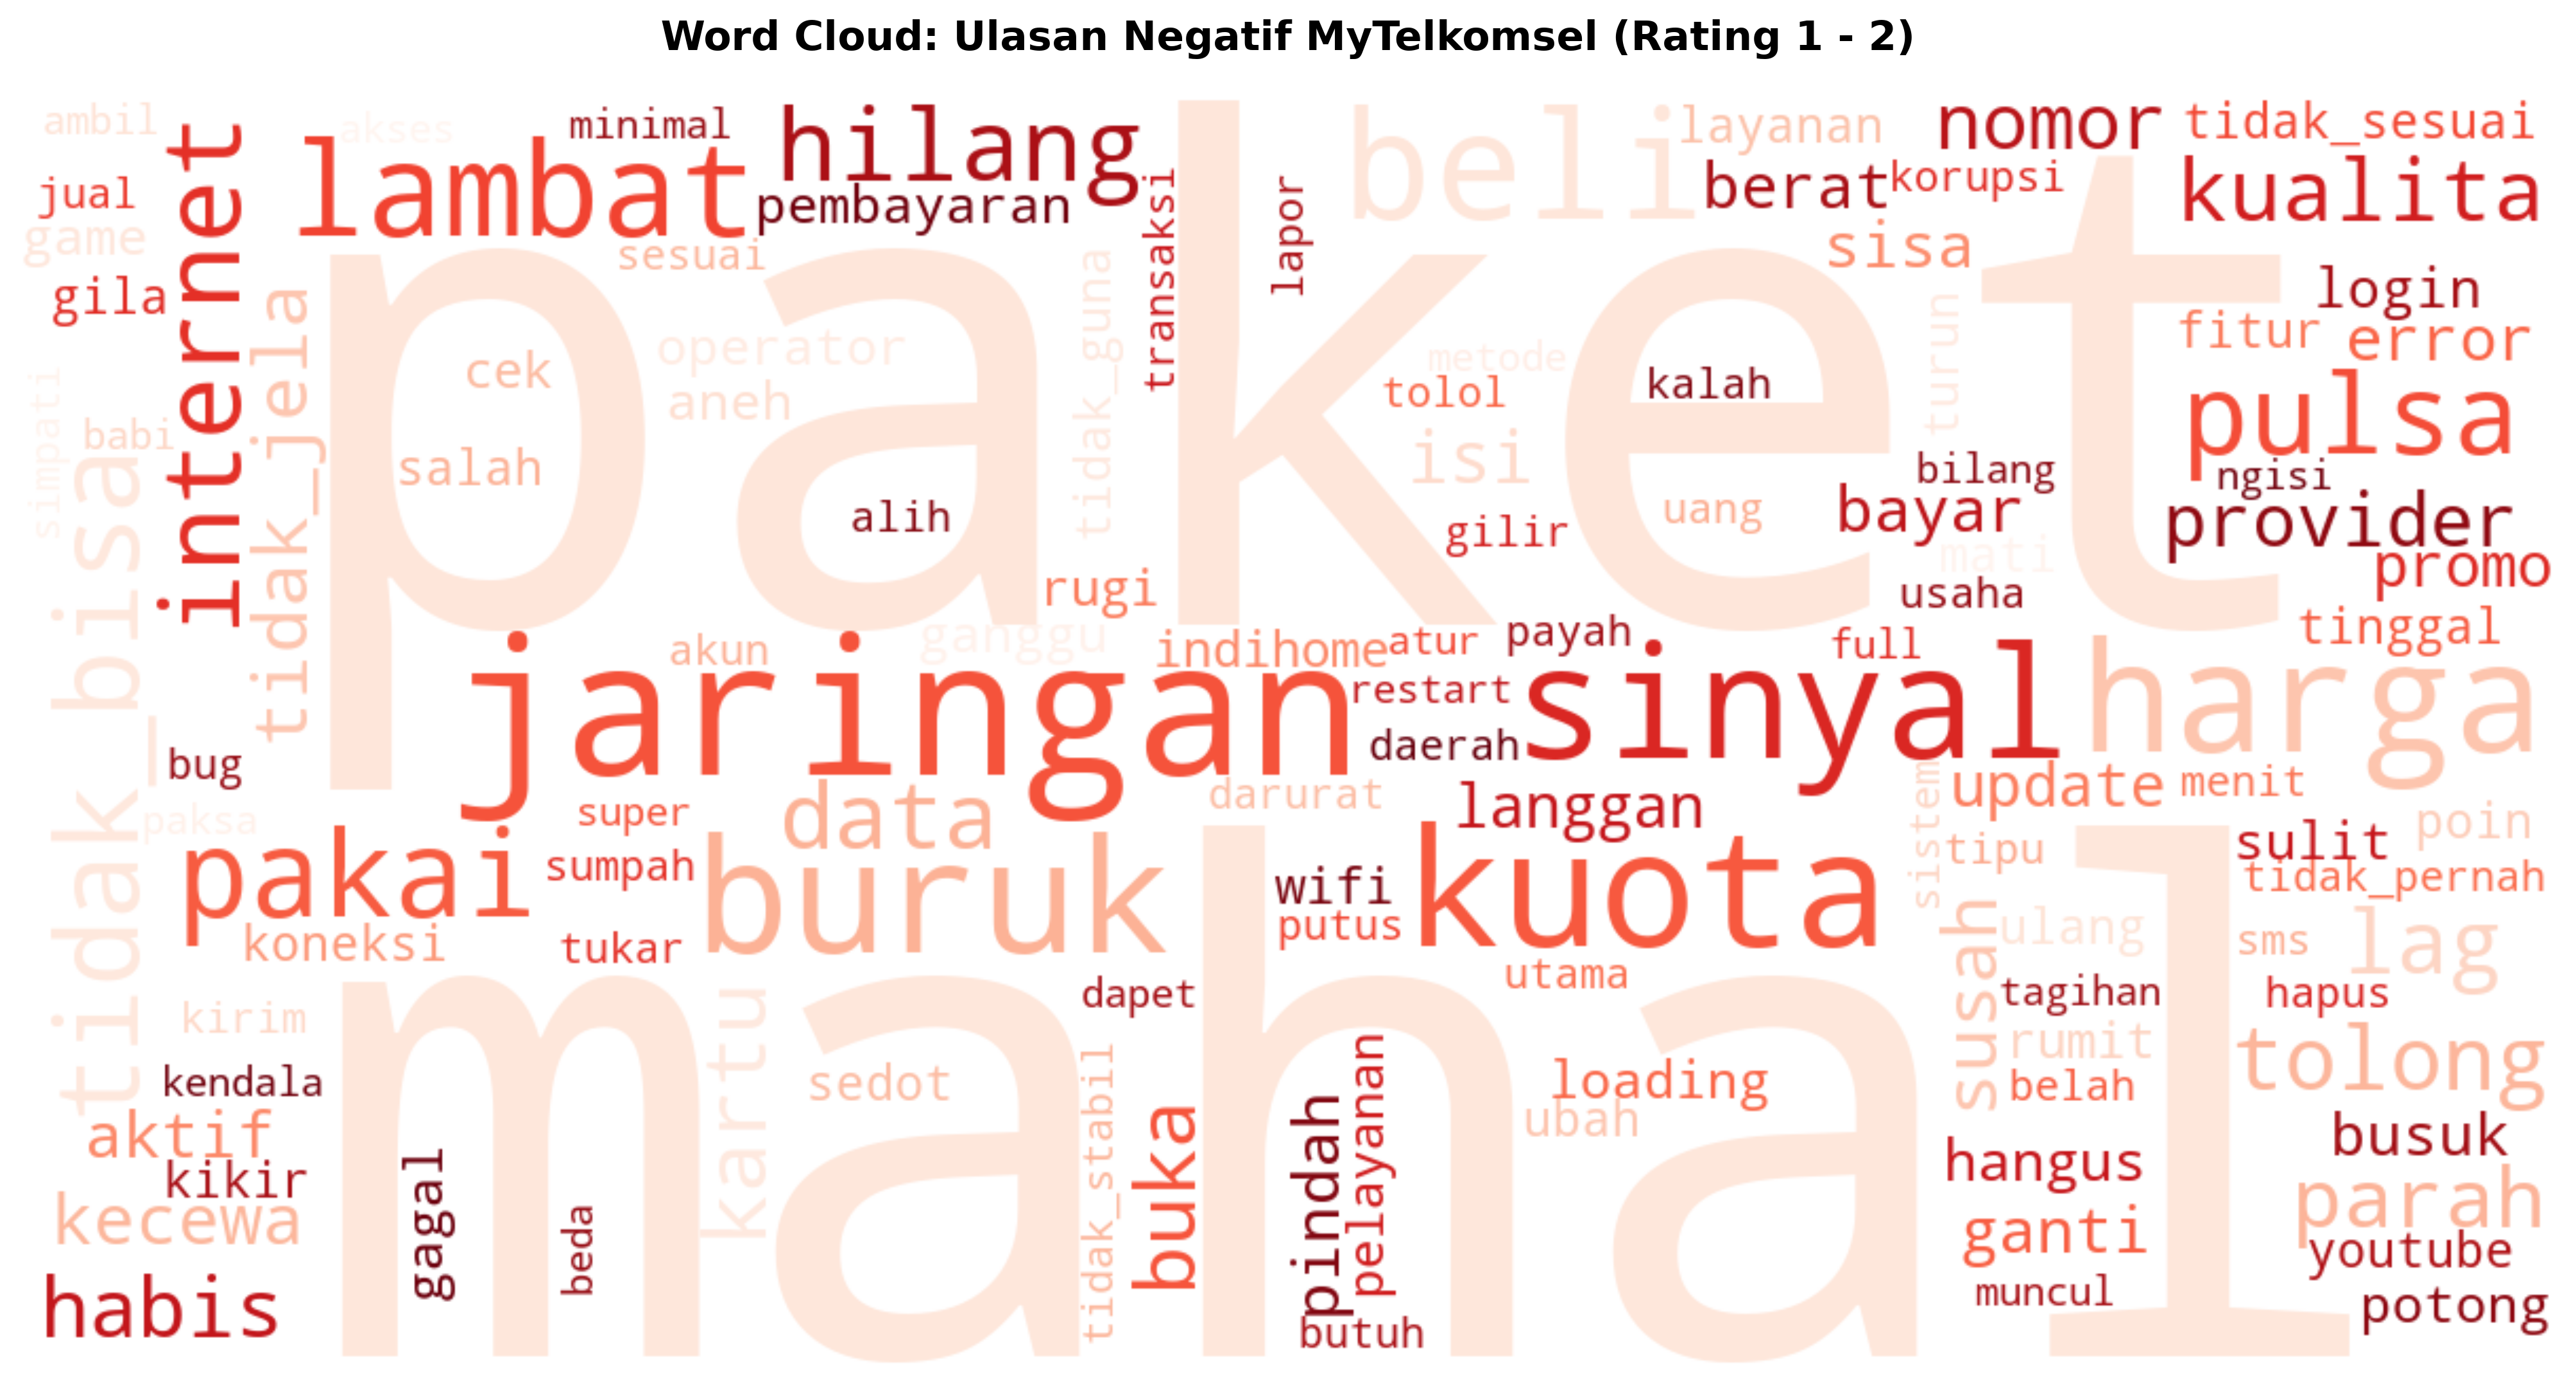 Word Cloud: Ulasan Negatif MyTelkomsel (Rating 1 - 2)
ambil
akses
minimal
hilang
beli
layanan
nomor
tidak_sesuai
jual
internet
lambat
pembayaran
transaksi
lapor
berat
korupsi
kualita
game
sesuai
sisa
gila
tidak_jela
paket
tidak_guna
turun
login
fitur
error
operator
cek
aneh
metode
tolol
kalah
pulsa
simpati
babi
salah
isi
bilang
ngisi
alih
gilir
uang
bayar
provider
mati
promo
tidak_bisa
rugi
usaha
tinggal
akun
ganggu
indihome
atur
payah
full
jaringan
restart
sinyal
harga
daerah
bug
paksa
super
data
darurat
langgan
sistem
update
menit
poin
pakai
sumpah
buruk
wifi
kuota
tipu
sulit
tidak_pernah
koneksi
tukar
putus
susah
ulang
sms
lag
utama
mahal
dapet
tagihan
hapus
kirim
kartu
rumit
tolong
kendala
sedot
tidak_stabil
loading
belah
aktif
buka
pindah
pelayanan
ubah
busuk
kikir
gagal
hangus
parah
kecewa
beda
ganti
youtube
habis
muncul
potong
butuh